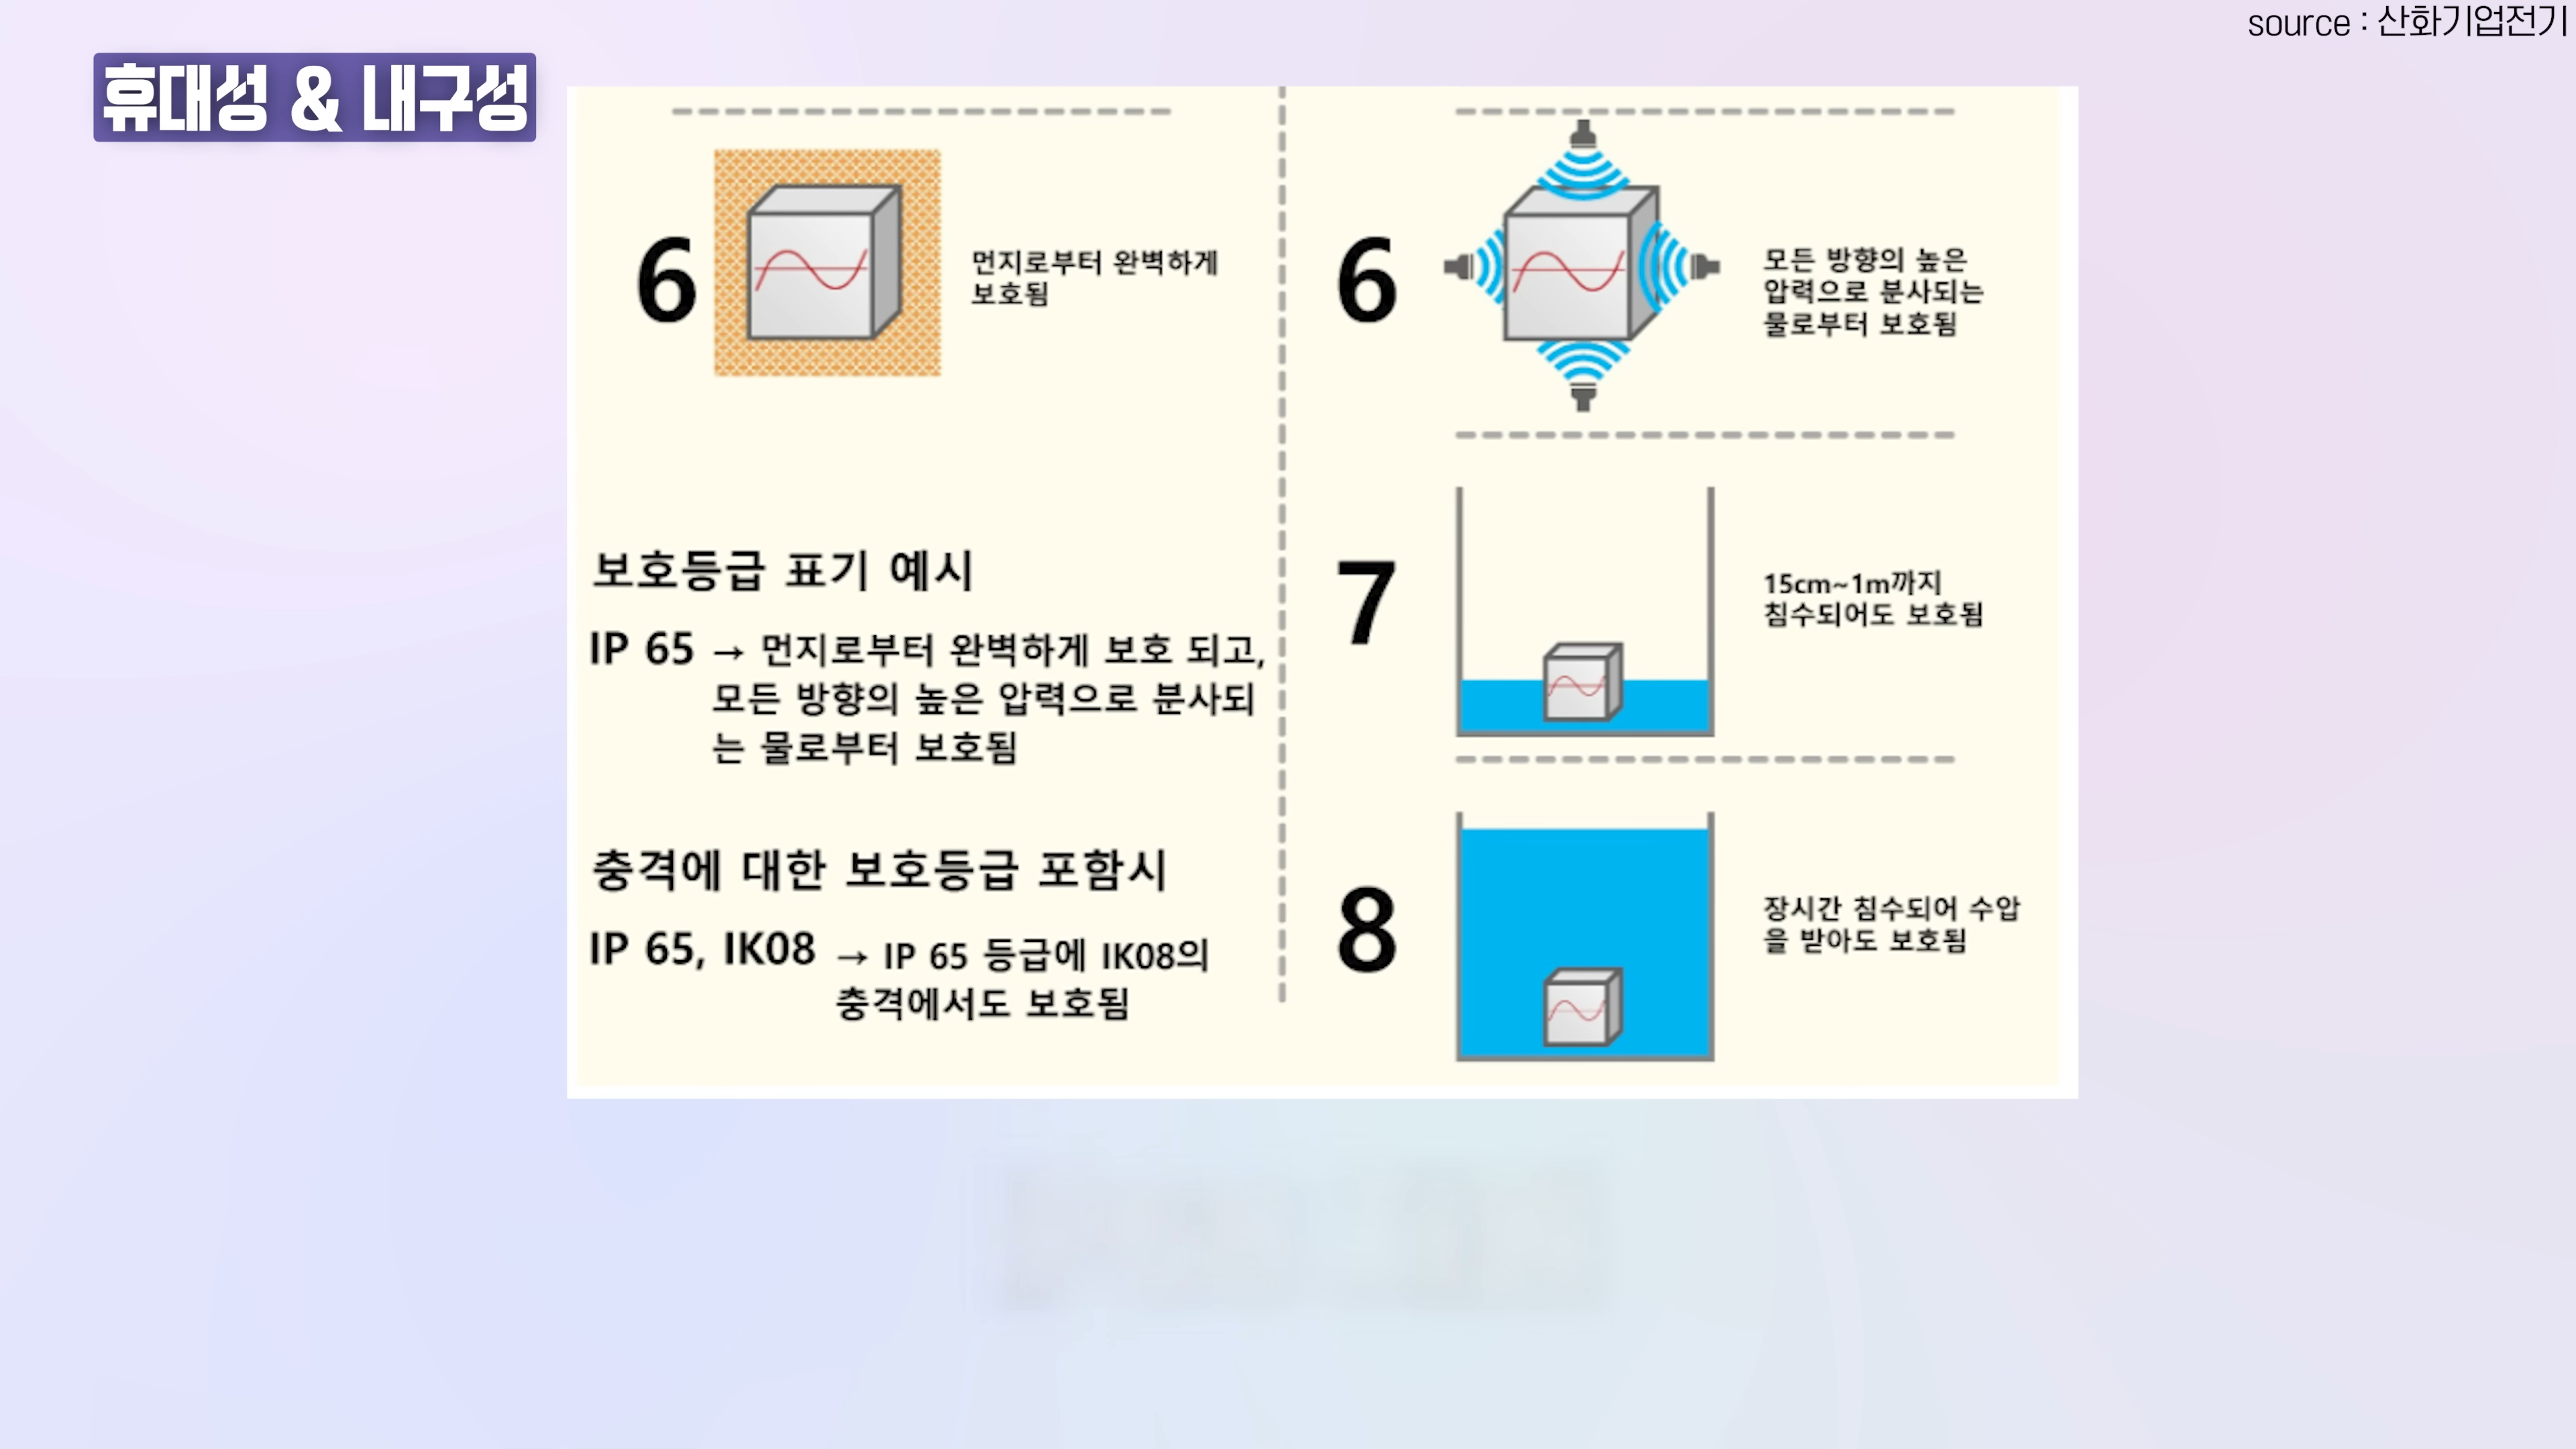 source : 산화기업전기
휴대성 & 내구성
6
먼지로부터 완벽하게
보호됨
보호등급 표기 예시
IP 65 → 먼지로부터 완벽하게 보호 되고,
모든 방향의 높은 압력으로 분사되
는 물로부터 보호됨
충격에 대한 보호등급 포함시
IP 65, IK08 → IP 65 등급에 IK08의
충격에서도 보호됨
6
모든 방향의 높은
압력으로 분사되는
물로부터 보호됨
7
15cm~1m까지
침수되어도 보호됨
8
장시간 침수되어 수압
을 받아도 보호됨